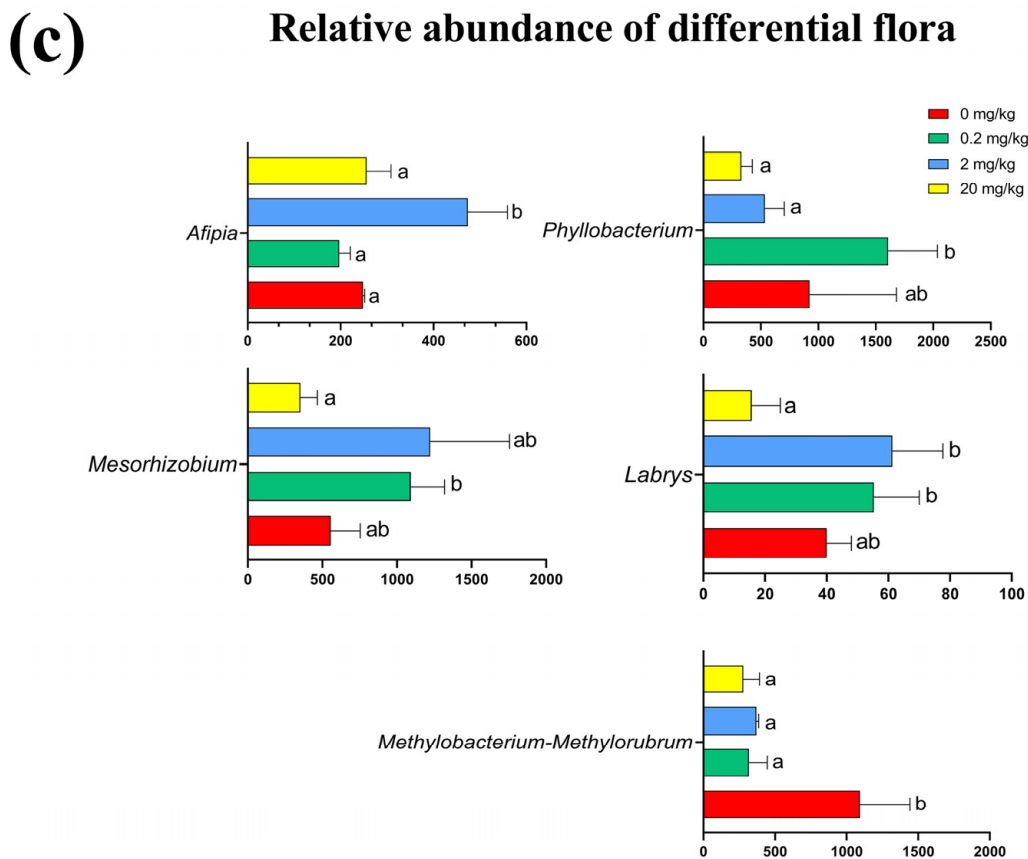 (c)
Relative abundance of differential flora
0 mg/kg
0.2 mg/kg
2 mg/kg
20 mg/kg
Afipia
a
b
a
a
0 200 400 600
Phyllobacterium
a
a
b
ab
0 500 1000 1500 2000 2500
Mesorhizobium
a
ab
b
ab
0 500 1000 1500 2000
Labrys
a
b
b
ab
0 20 40 60 80 100
Methylobacterium-Methylorubrum
a
a
a
b
0 500 1000 1500 2000